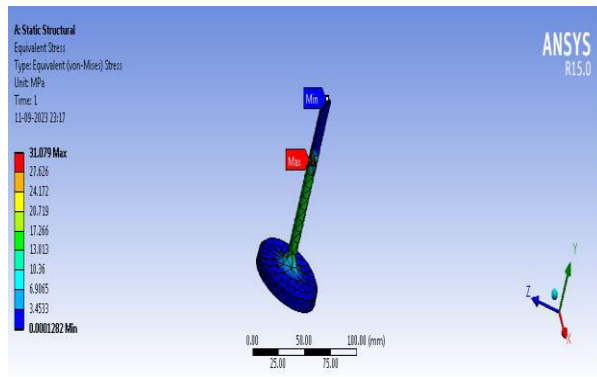 A: Static Structural
Equivalent Stress
Type: Equivalent (von-Mises) Stress
Unit: MPa
Time: 1
11-09-2023 23:17
31.079 Max
27.626
24.172
20.719
17.266
13.813
10.36
6.9065
3.4533
0.0001282 Min
ANSYS
R15.0
Min
Max
Y
Z
X
0.00 50.00 100.00 (mm)
25.00 75.00